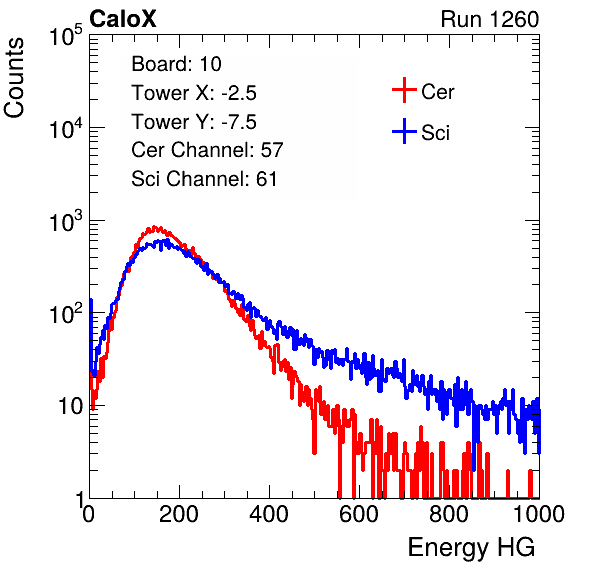 CaloX Run 1260
Counts
Board: 10
Tower X: -2.5
Tower Y: -7.5
Cer Channel: 57
Sci Channel: 61
Cer
Sci
10^5
10^4
10^3
10^2
10
1
0 200 400 600 800 1000
Energy HG